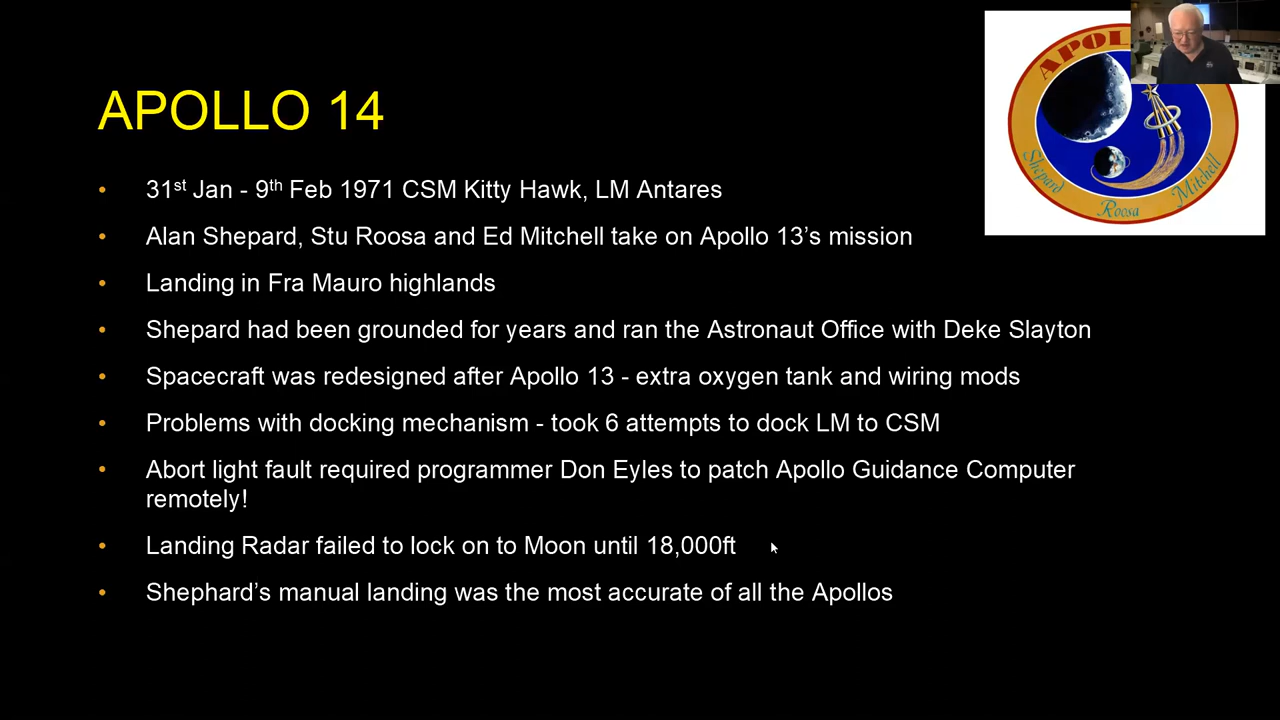 APOLLO 14
• 31st Jan - 9th Feb 1971 CSM Kitty Hawk, LM Antares
• Alan Shepard, Stu Roosa and Ed Mitchell take on Apollo 13’s mission
• Landing in Fra Mauro highlands
• Shepard had been grounded for years and ran the Astronaut Office with Deke Slayton
• Spacecraft was redesigned after Apollo 13 - extra oxygen tank and wiring mods
• Problems with docking mechanism - took 6 attempts to dock LM to CSM
• Abort light fault required programmer Don Eyles to patch Apollo Guidance Computer
remotely!
• Landing Radar failed to lock on to Moon until 18,000ft
• Shephard’s manual landing was the most accurate of all the Apollos
APOL
Shepard
Roosa
Mitchell